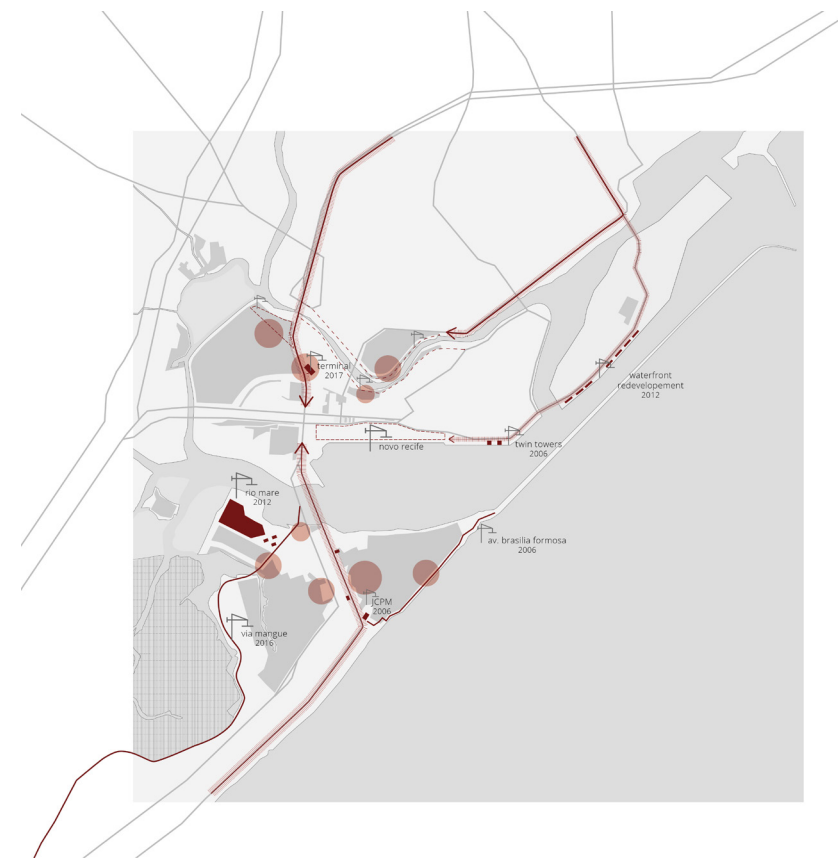 terminal
2017
waterfront
redevelopement
2012
novo recife
twin towers
2006
rio mare
2012
av. brasilia formosa
2006
JCPM
2006
via mangue
2016